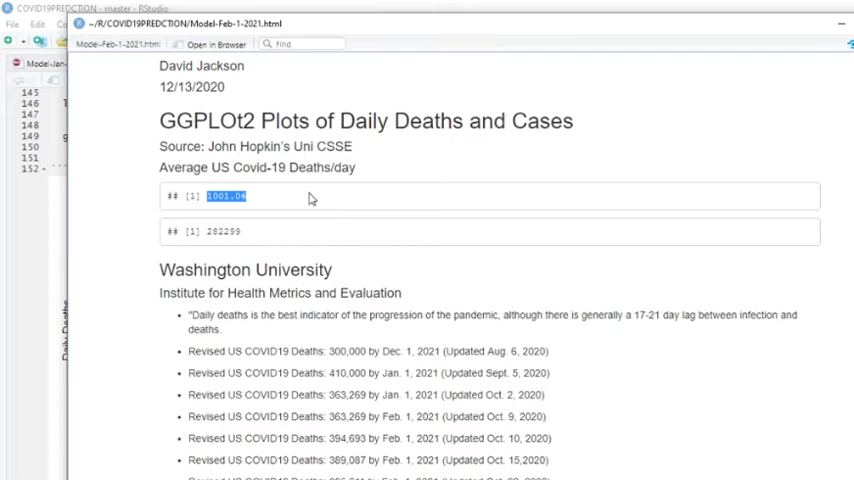 COVID19PREDCTION - master - RStudio
~/R/COVID19PREDCTION/Model-Feb-1-2021.html
File Edit
Model-Feb-1-2021.html Open in Browser Find
Model-Jan-
David Jackson
12/13/2020
145
146
147
148
149
151
152
GGPLOt2 Plots of Daily Deaths and Cases
Source: John Hopkin's Uni CSSE
Average US Covid-19 Deaths/day
## [1] 1001.06
## [1] 282299
Washington University
Institute for Health Metrics and Evaluation
"Daily deaths is the best indicator of the progression of the pandemic, although there is generally a 17-21 day lag between infection and
deaths.
Revised US COVID19 Deaths: 300,000 by Dec. 1, 2021 (Updated Aug. 6, 2020)
Revised US COVID19 Deaths: 410,000 by Jan. 1, 2021 (Updated Sept. 5, 2020)
Revised US COVID19 Deaths: 363,269 by Jan. 1, 2021 (Updated Oct. 2, 2020)
Revised US COVID19 Deaths: 363,269 by Feb. 1, 2021 (Updated Oct. 9, 2020)
Revised US COVID19 Deaths: 394,693 by Feb. 1, 2021 (Updated Oct. 10, 2020)
Revised US COVID19 Deaths: 389,087 by Feb. 1, 2021 (Updated Oct. 15,2020)
Daily Deaths